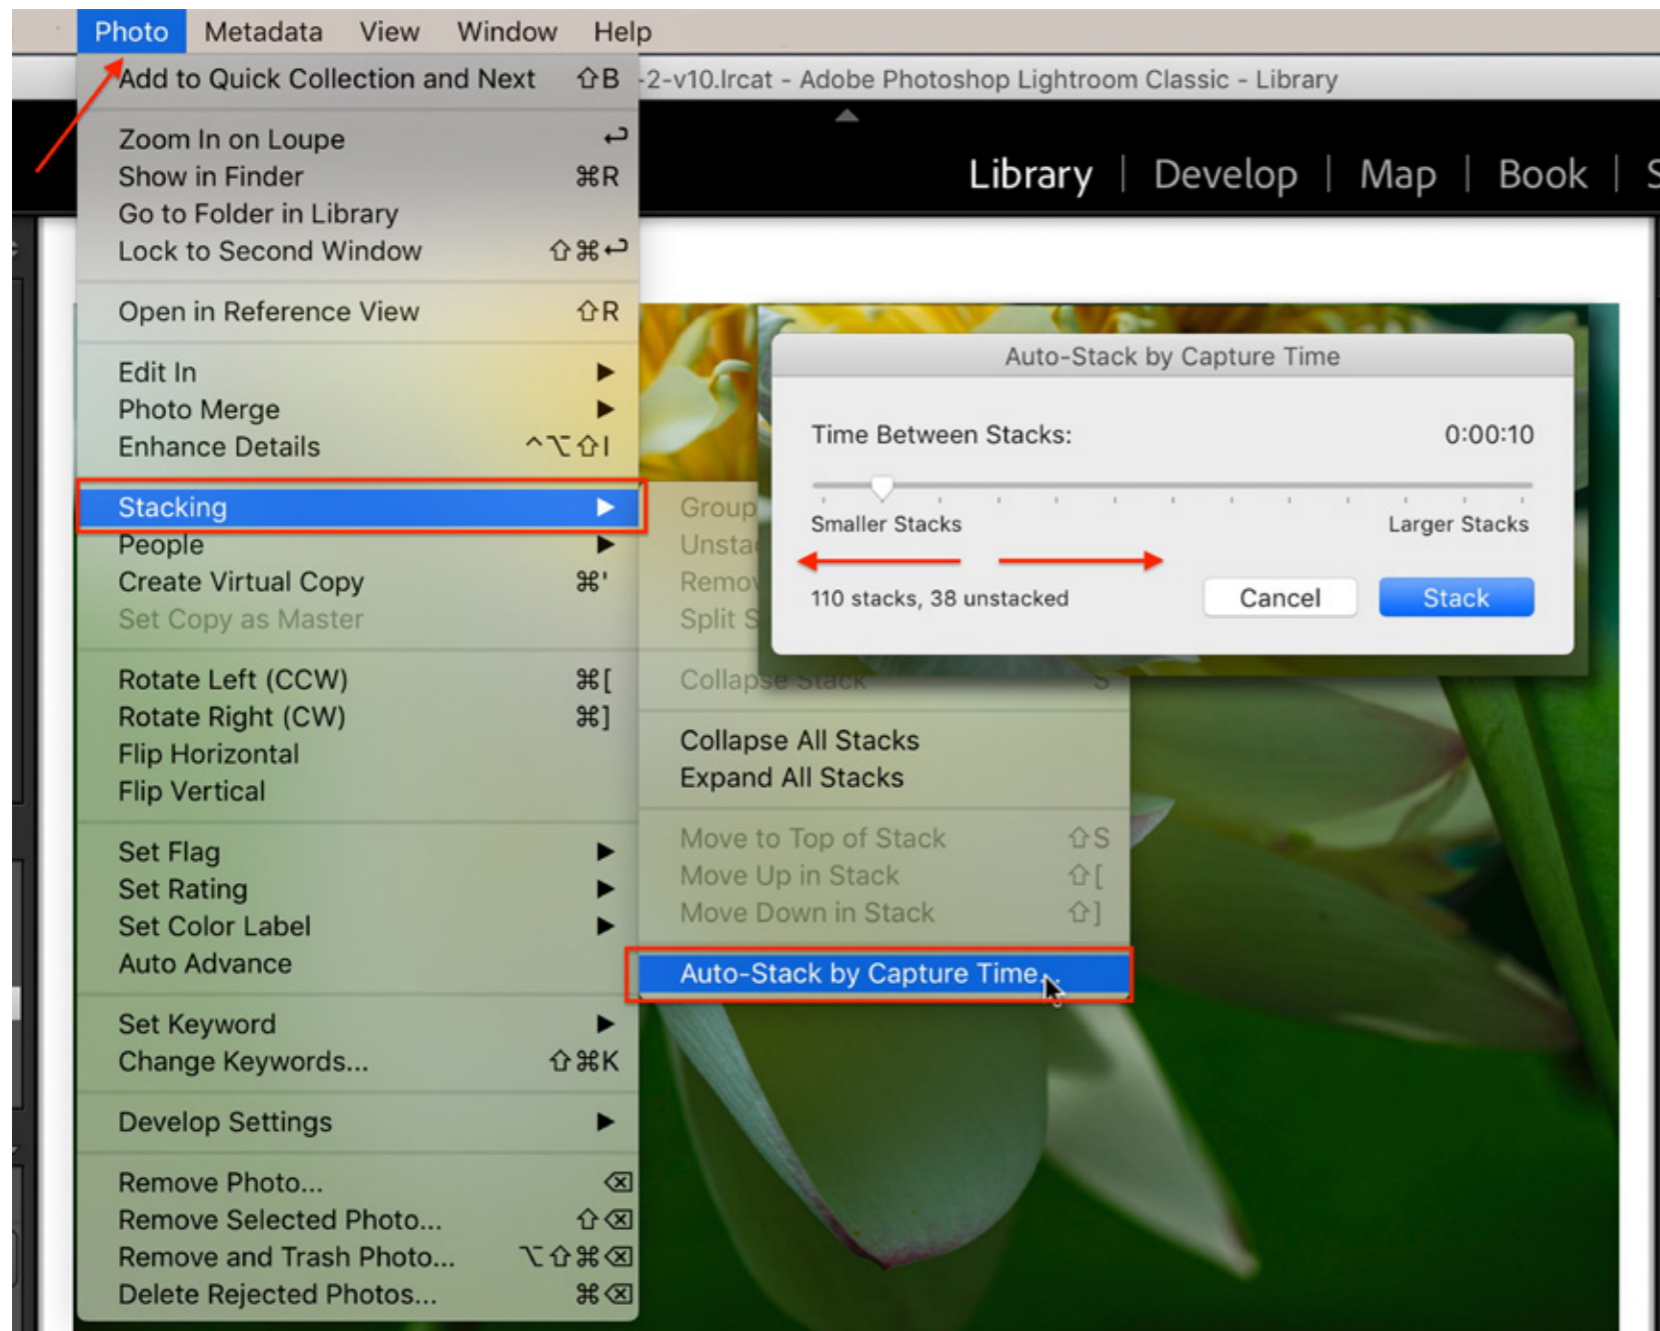 Photo Metadata View Window Help
-2-v10.lrcat - Adobe Photoshop Lightroom Classic - Library
Library | Develop | Map | Book |
Add to Quick Collection and Next ⇧B
Zoom In on Loupe ↩
Show in Finder ⌘R
Go to Folder in Library
Lock to Second Window ⇧⌘↩
Open in Reference View ⇧R
Edit In ▶
Photo Merge ▶
Enhance Details ^⌥⇧I
Stacking ▶
People ▶
Create Virtual Copy ⌘'
Set Copy as Master
Rotate Left (CCW) ⌘[
Rotate Right (CW) ⌘]
Flip Horizontal
Flip Vertical
Set Flag ▶
Set Rating ▶
Set Color Label ▶
Auto Advance
Set Keyword ▶
Change Keywords... ⇧⌘K
Develop Settings ▶
Remove Photo... ⌫
Remove Selected Photo... ⇧⌫
Remove and Trash Photo... ⌥⇧⌘⌫
Delete Rejected Photos... ⌘⌫
Group
Unsta
Remov
Split S
Collapse Stack S
Collapse All Stacks
Expand All Stacks
Move to Top of Stack ⇧S
Move Up in Stack ⇧[
Move Down in Stack ⇧]
Auto-Stack by Capture Time
Auto-Stack by Capture Time
Time Between Stacks: 0:00:10
Smaller Stacks Larger Stacks
110 stacks, 38 unstacked Cancel Stack